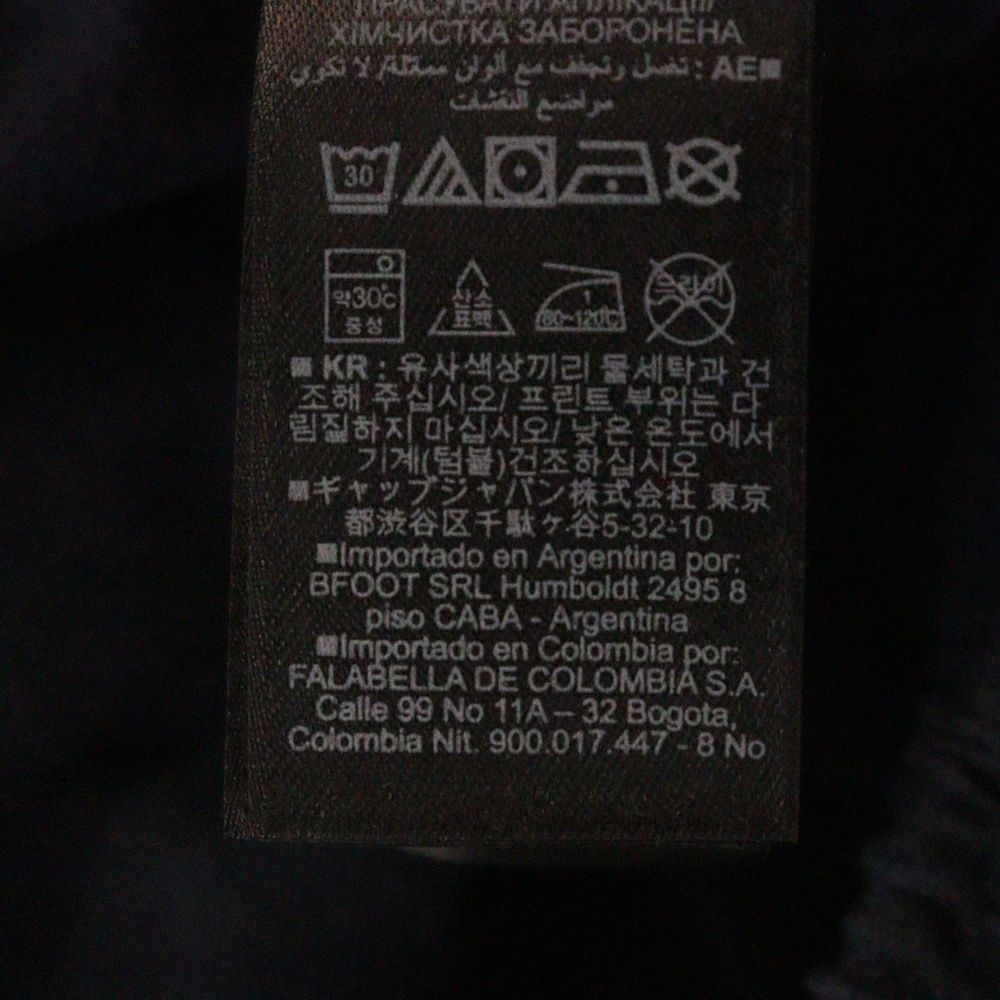 ПРАСУВАТИ АПЛІКАЦІЇ/
ХІМЧИСТКА ЗАБОРОНЕНА
■AE : تغسل وتجفف مع ألوان مماثلة/ لا تكوي
مواضع النقشات
30
약30℃
중성
산소
표백
1
80~120℃
드라이
■ KR : 유사색상끼리 물세탁과 건
조해 주십시오/ 프린트 부위는 다
림질하지 마십시오/ 낮은 온도에서
기계(텀블)건조하십시오
■ギャップジャパン株式会社 東京
都渋谷区千駄ヶ谷5-32-10
■Importado en Argentina por:
BFOOT SRL Humboldt 2495 8
piso CABA - Argentina
■Importado en Colombia por:
FALABELLA DE COLOMBIA S.A.
Calle 99 No 11A – 32 Bogota,
Colombia Nit. 900.017.447 - 8 No